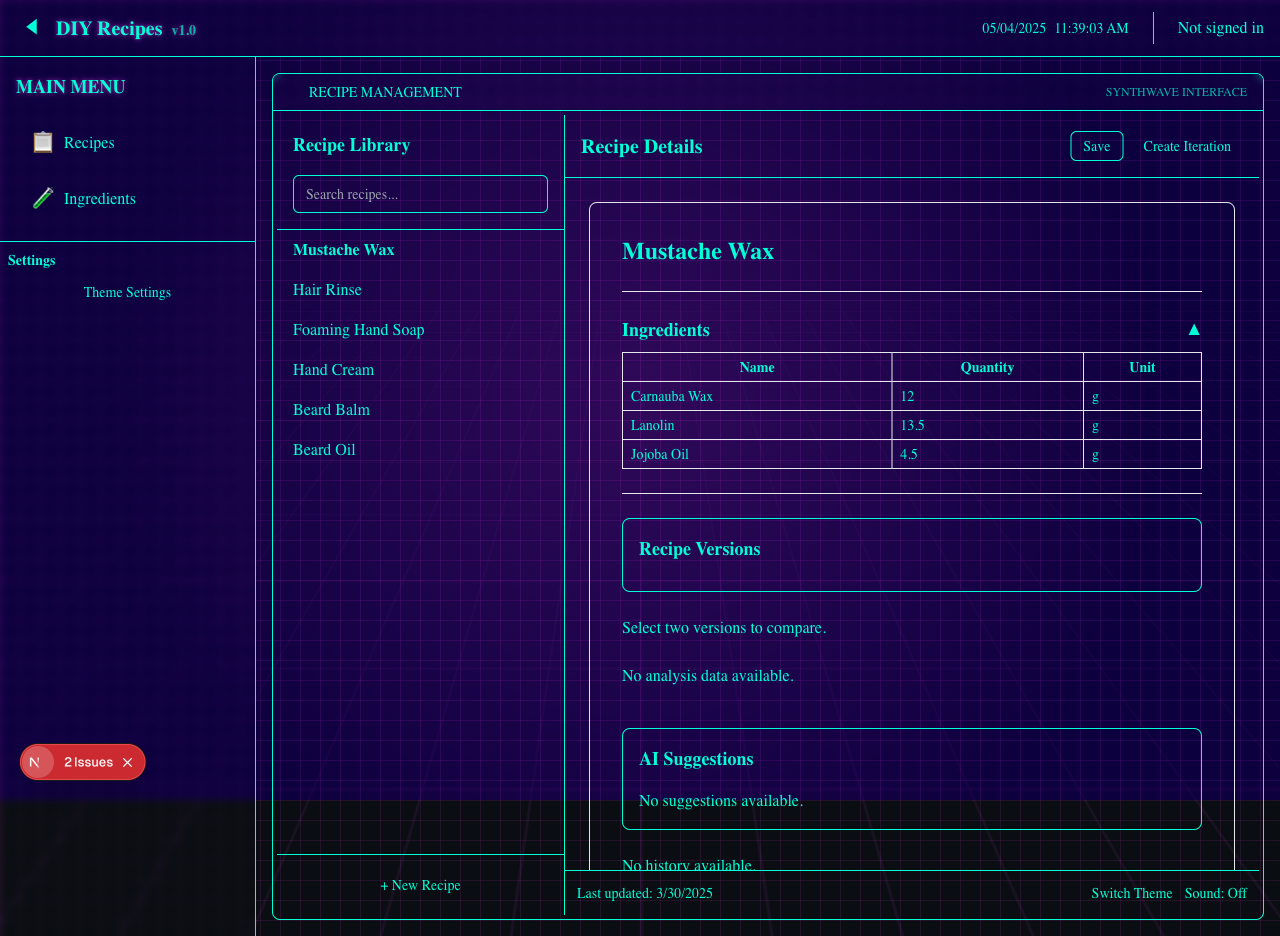 DIY Recipes v1.0
05/04/2025 11:39:03 AM
Not signed in
MAIN MENU
Recipes
Ingredients
Settings
Theme Settings
N 2 Issues
RECIPE MANAGEMENT
SYNTHWAVE INTERFACE
Recipe Library
Search recipes...
Mustache Wax
Hair Rinse
Foaming Hand Soap
Hand Cream
Beard Balm
Beard Oil
+ New Recipe
Recipe Details
Save
Create Iteration
Mustache Wax
Ingredients
Name Quantity Unit
Carnauba Wax 12 g
Lanolin 13.5 g
Jojoba Oil 4.5 g
Recipe Versions
Select two versions to compare.
No analysis data available.
AI Suggestions
No suggestions available.
No history available.
Last updated: 3/30/2025
Switch Theme
Sound: Off